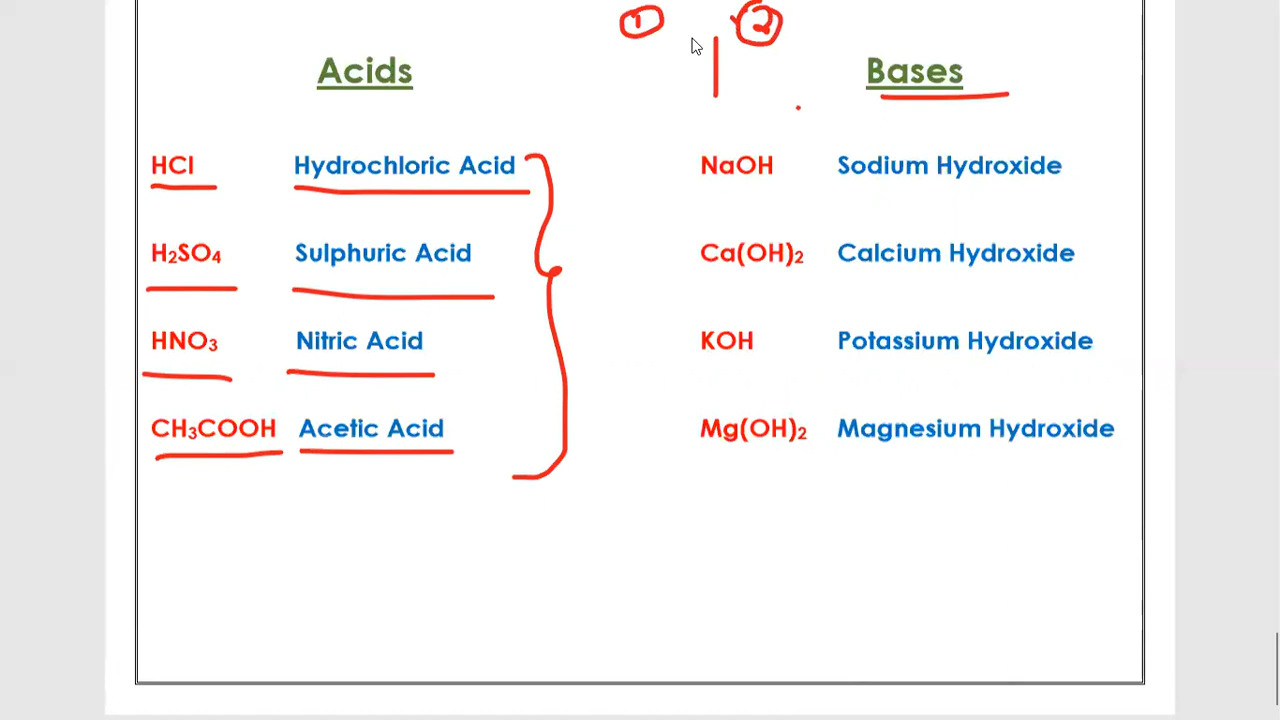 ① ②
Acids Bases
HCl Hydrochloric Acid NaOH Sodium Hydroxide
H₂SO₄ Sulphuric Acid Ca(OH)₂ Calcium Hydroxide
HNO₃ Nitric Acid KOH Potassium Hydroxide
CH₃COOH Acetic Acid Mg(OH)₂ Magnesium Hydroxide